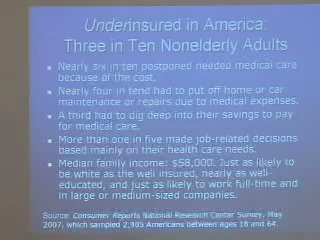 Underinsured in America:
Three in Ten Nonelderly Adults
Nearly six in ten postponed needed medical care
because of the cost.
Nearly four in tend had to put off home or car
maintenance or repairs due to medical expenses.
A third had to dig deep into their savings to pay
for medical care.
More than one in five made job-related decisions
based mainly on their health care needs.
Median family income: $58,000. Just as likely to
be white as the well insured, nearly as well
educated, and just as likely to work full-time and
in large or medium-sized companies.
Source: Consumer Reports National Research Center Survey, May
2007, which sampled 2,905 Americans between ages 18 and 64.